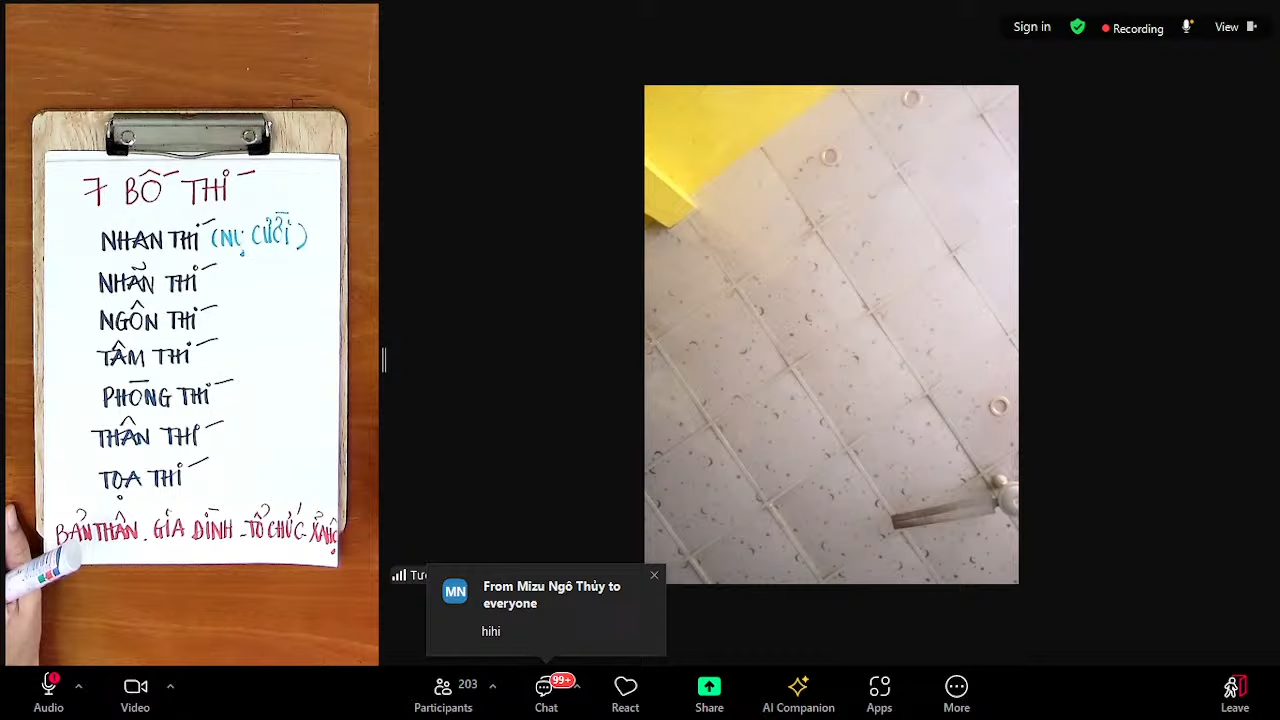 7 BỐ THÍ
NHAN THÍ (NỤ CƯỜI)
NHÃN THÍ
NGÔN THÍ
TÂM THÍ
PHÒNG THÍ
THÂN THÍ
TỌA THÍ
BẢN THÂN . GIA ĐÌNH - TỔ CHỨC -
Sign in
Recording
View
From Mizu Ngô Thủy to
everyone
hihi
Audio
Video
203
Participants
99+
Chat
React
Share
AI Companion
Apps
More
Leave